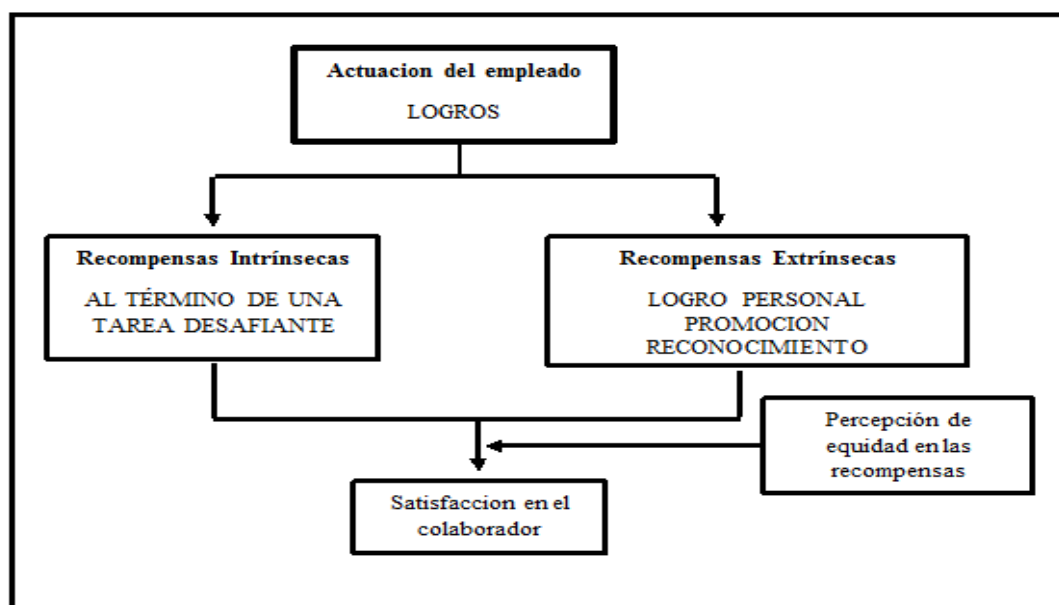 Actuacion del empleado
LOGROS
Recompensas Intrínsecas
AL TÉRMINO DE UNA
TAREA DESAFIANTE
Recompensas Extrínsecas
LOGRO PERSONAL
PROMOCION
RECONOCIMIENTO
Percepción de
equidad en las
recompensas
Satisfaccion en el
colaborador